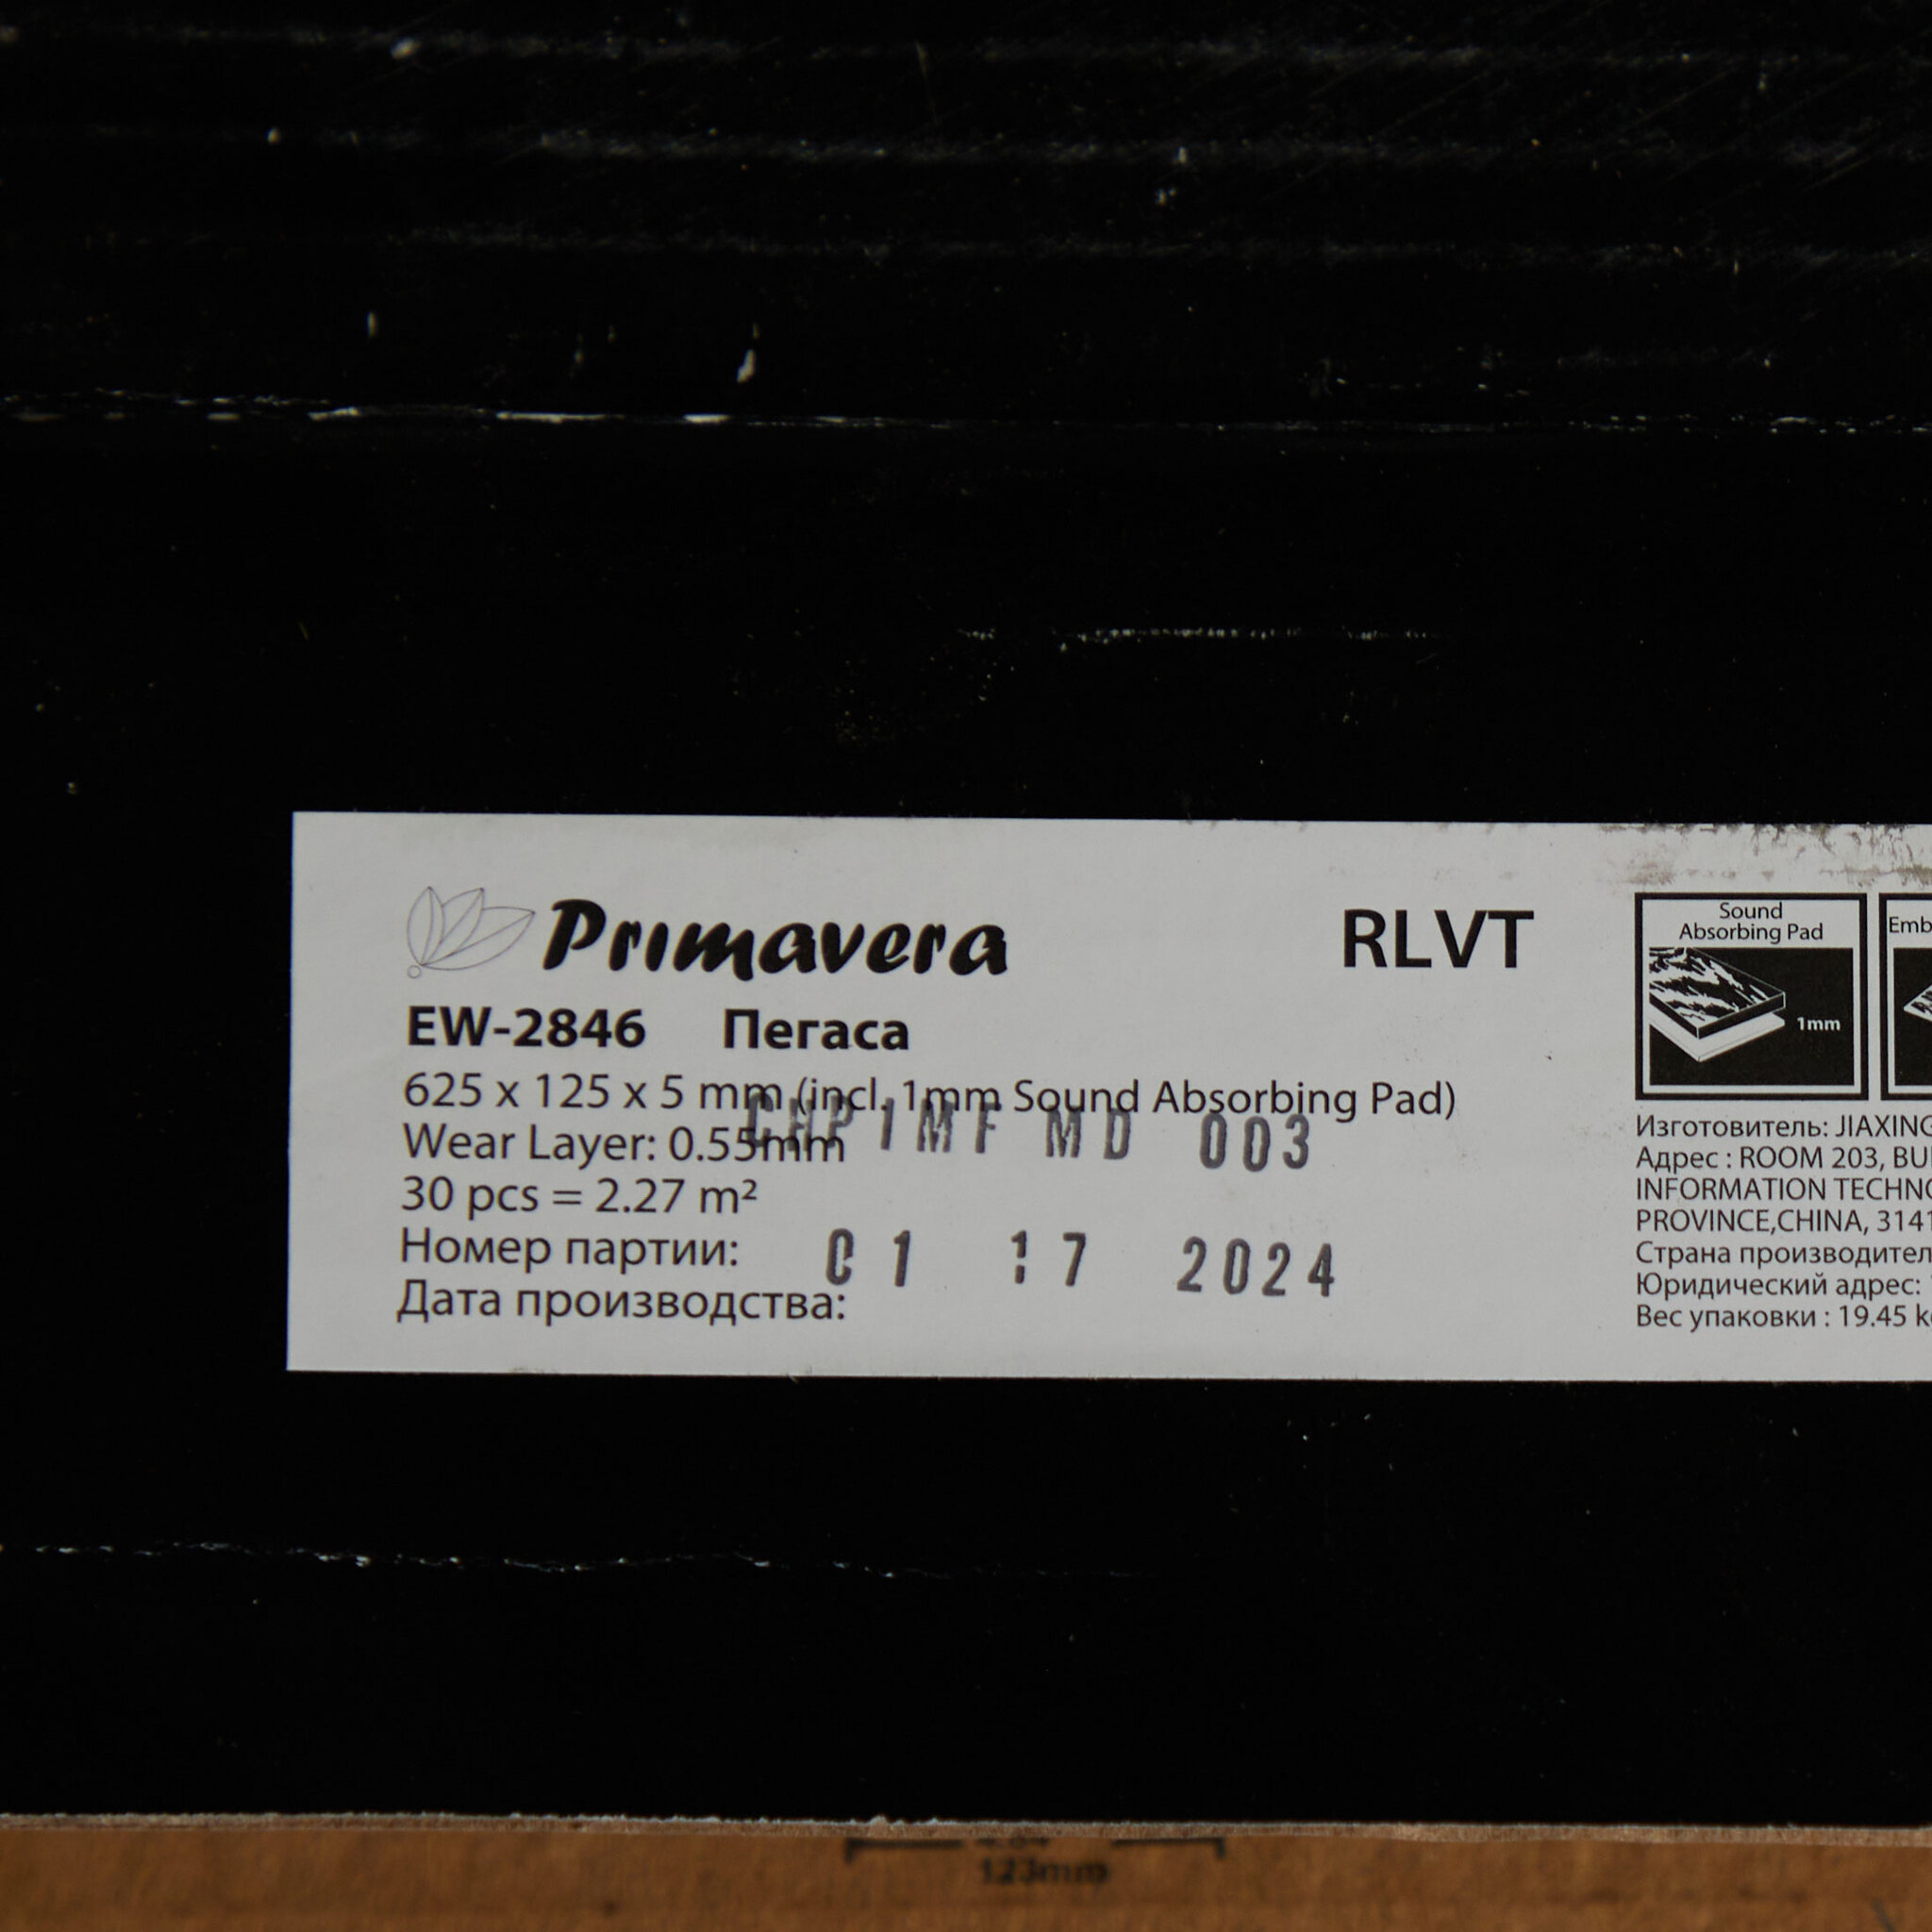 Primavera
RLVT
EW-2846 Пегаса
625 x 125 x 5 mm (incl. 1mm Sound Absorbing Pad)
CHP1MF MD 003
Wear Layer: 0.55mm
30 pcs = 2.27 m²
Номер партии:
01 17 2024
Дата производства:
Sound
Absorbing Pad
1mm
Emb
Изготовитель: JIAXING
Адрес : ROOM 203, BU
INFORMATION TECHNO
PROVINCE,CHINA, 3141
Страна производител
Юридический адрес:
Вес упаковки : 19.45 k
123mm